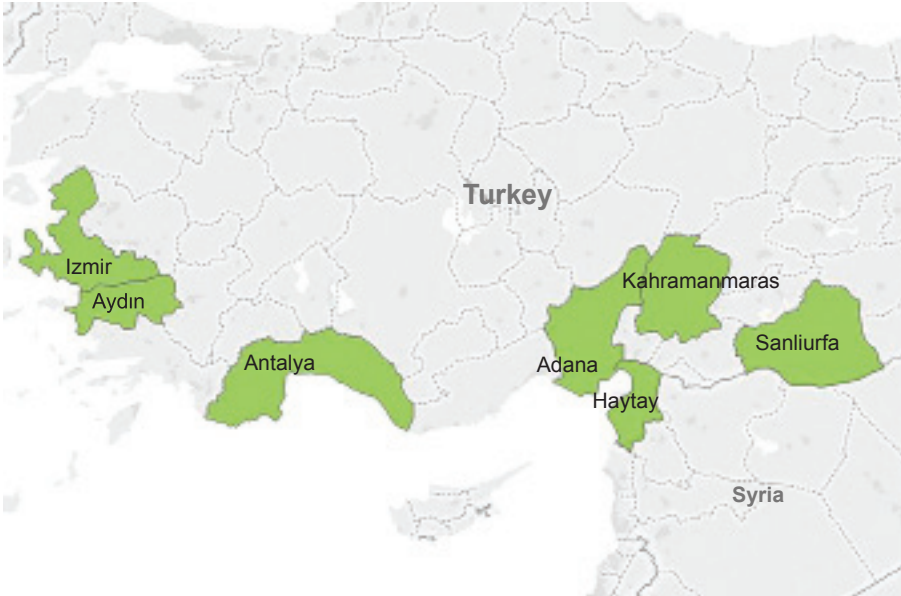 Turkey
Izmir
Kahramanmaras
Aydın
Sanliurfa
Antalya
Adana
Haytay
Syria